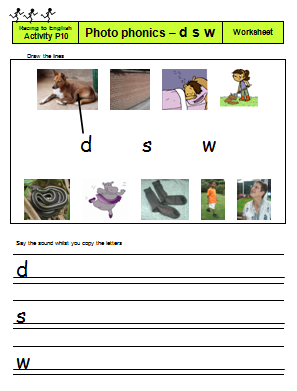 Racing to English
Activity P10
Photo phonics – d s w
Worksheet
Draw the lines
d s w
Say the sound whilst you copy the letters
d
s
w